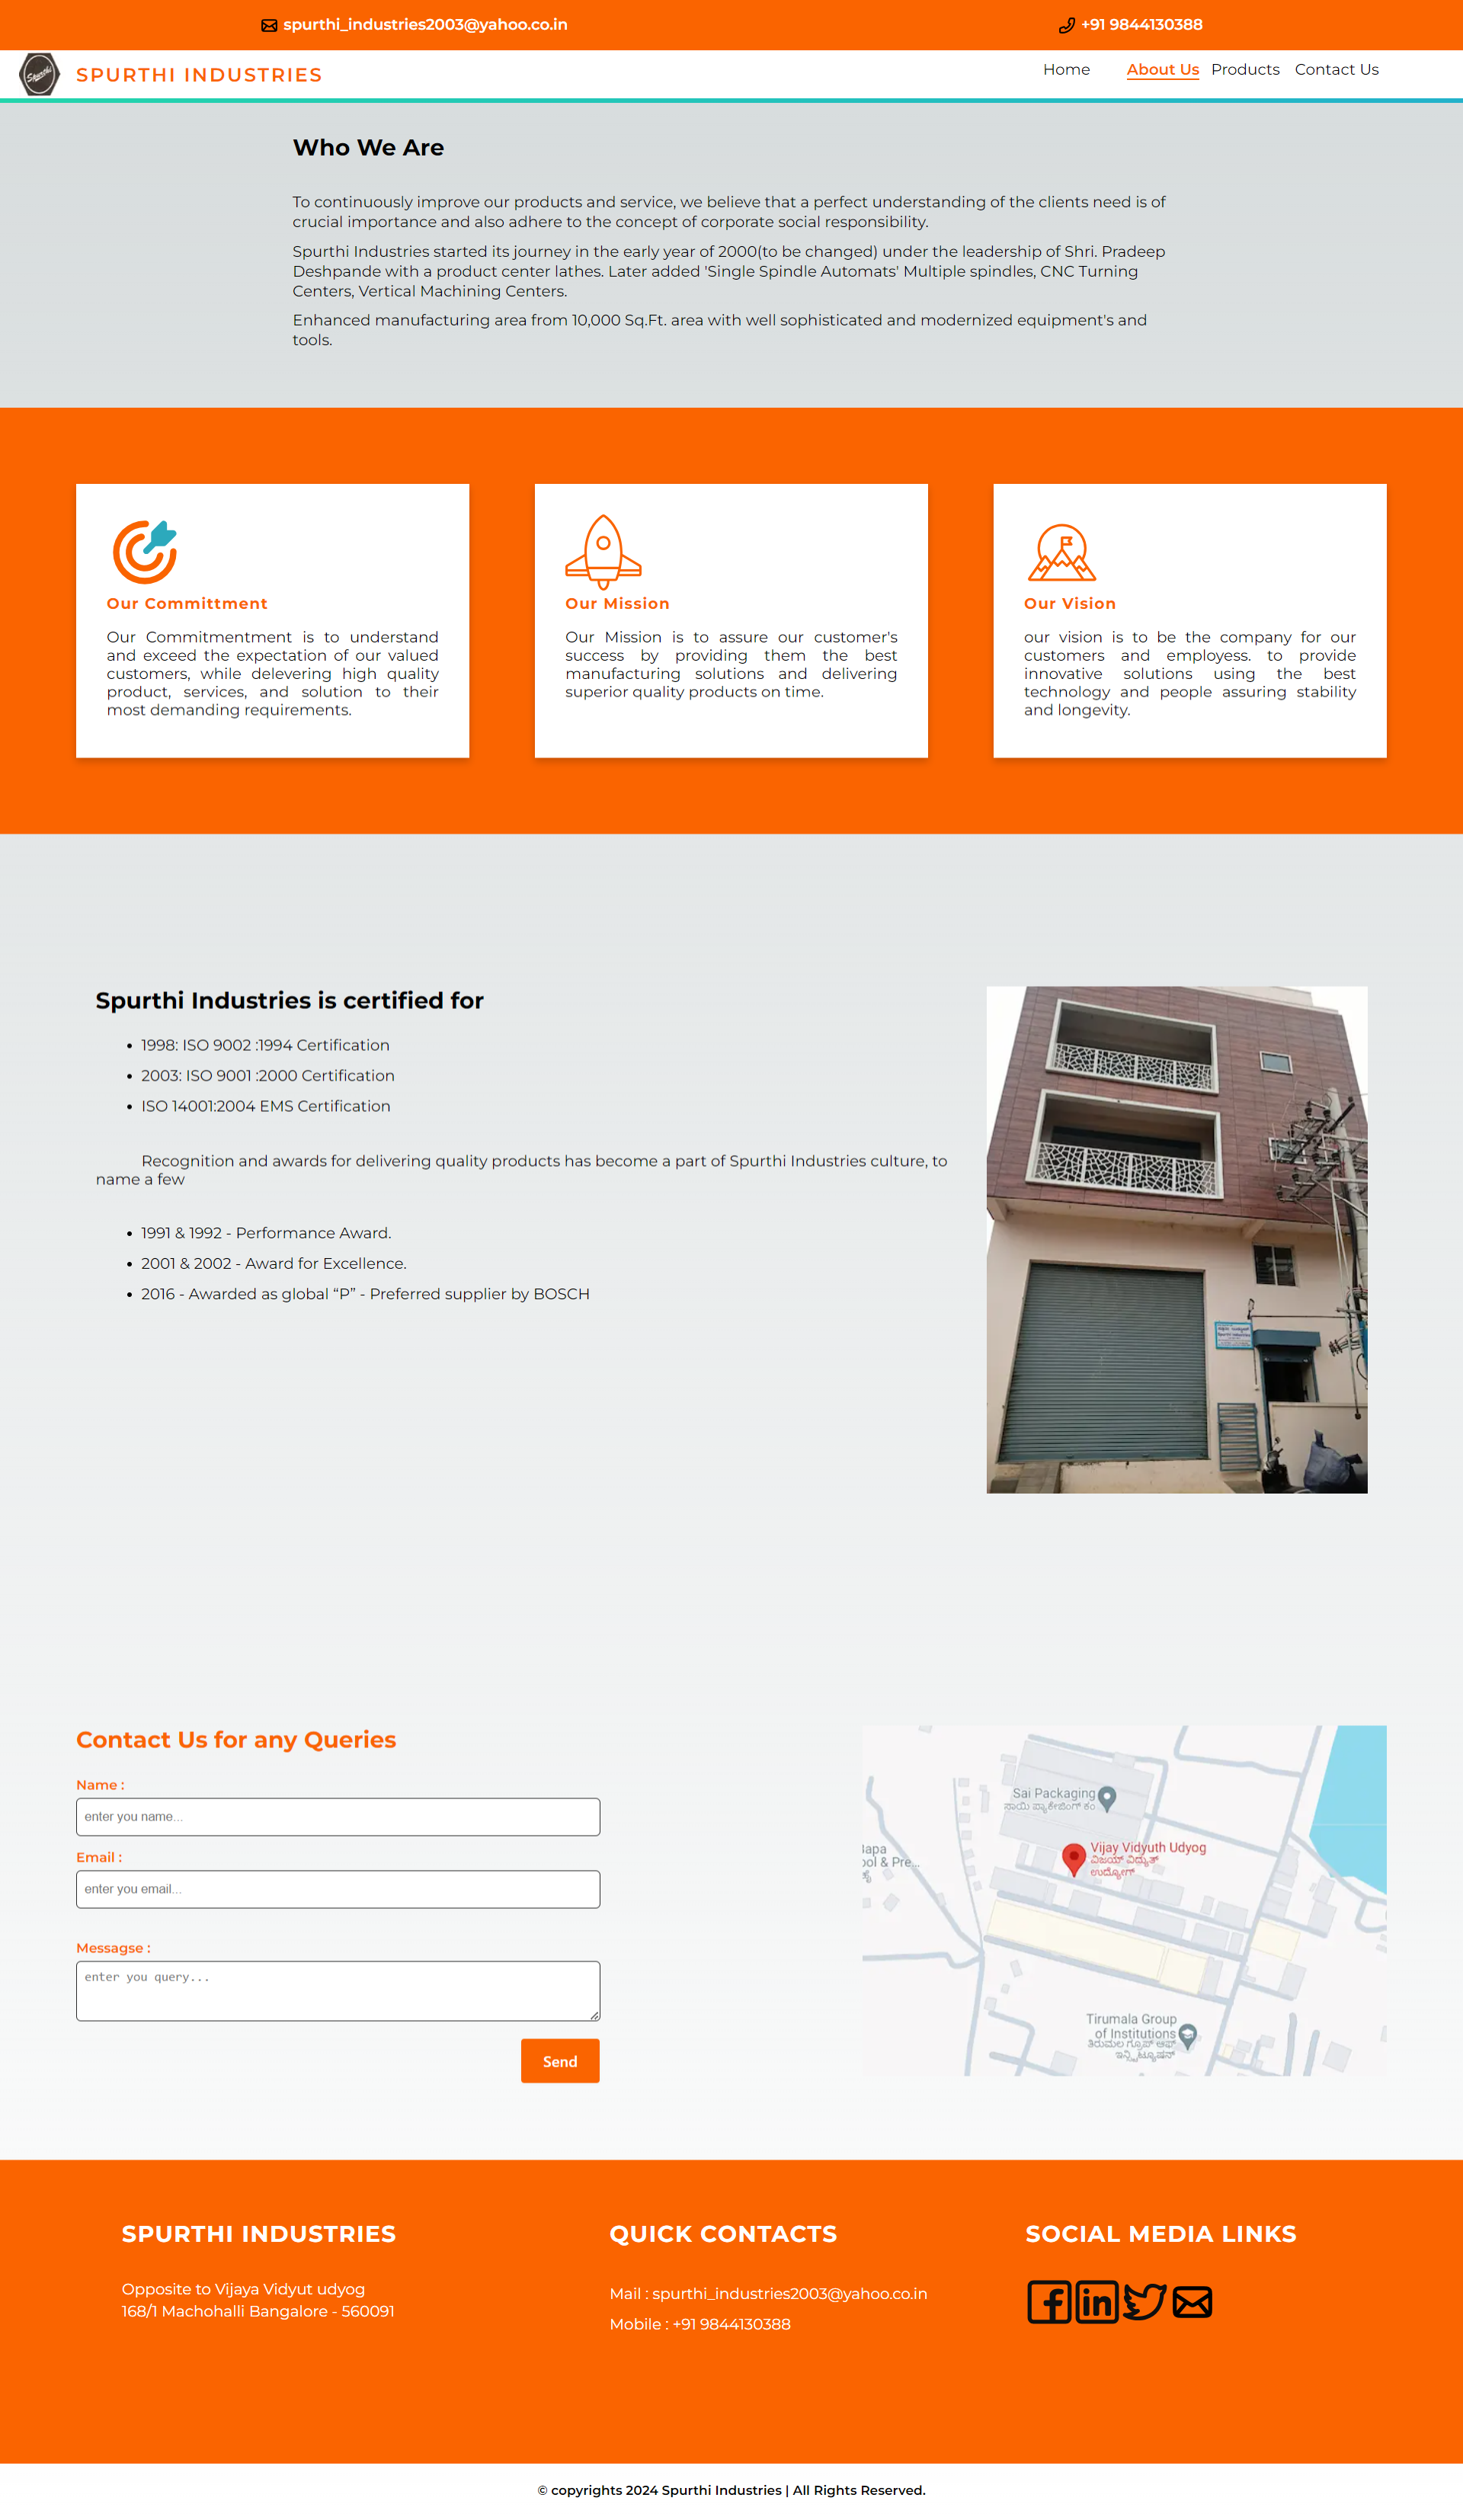 spurthi_industries2003@yahoo.co.in
+91 9844130388
Spurthi
SPURTHI INDUSTRIES
Home
About Us
Products
Contact Us
Who We Are
To continuously improve our products and service, we believe that a perfect understanding of the clients need is of
crucial importance and also adhere to the concept of corporate social responsibility.
Spurthi Industries started its journey in the early year of 2000(to be changed) under the leadership of Shri. Pradeep
Deshpande with a product center lathes. Later added 'Single Spindle Automats' Multiple spindles, CNC Turning
Centers, Vertical Machining Centers.
Enhanced manufacturing area from 10,000 Sq.Ft. area with well sophisticated and modernized equipment's and
tools.
Our Committment
Our Commitmentment is to understand
and exceed the expectation of our valued
customers, while delevering high quality
product, services, and solution to their
most demanding requirements.
Our Mission
Our Mission is to assure our customer's
success by providing them the best
manufacturing solutions and delivering
superior quality products on time.
Our Vision
our vision is to be the company for our
customers and employess. to provide
innovative solutions using the best
technology and people assuring stability
and longevity.
Spurthi Industries is certified for
• 1998: ISO 9002 :1994 Certification
• 2003: ISO 9001 :2000 Certification
• ISO 14001:2004 EMS Certification
Recognition and awards for delivering quality products has become a part of Spurthi Industries culture, to
name a few
• 1991 & 1992 - Performance Award.
• 2001 & 2002 - Award for Excellence.
• 2016 - Awarded as global “P” - Preferred supplier by BOSCH
Spurthi Industries
Contact Us for any Queries
Name :
enter you name...
Email :
enter you email...
Messagse :
enter you query...
Send
Sai Packaging
ಸಾಯಿ ಪ್ಯಾಕೇಜಿಂಗ್ ಕಂ
Vijay Vidyuth Udyog
ವಿಜಯ್ ವಿದ್ಯುತ್
ಉದ್ಯೋಗ್
Bapa
ool & Pre...
Tirumala Group
of Institutions
ತಿರುಮಲ ಗ್ರೂಪ್ ಆಫ್
ಇನ್ಸ್ಟಿಟ್ಯೂಷನ್
SPURTHI INDUSTRIES
Opposite to Vijaya Vidyut udyog
168/1 Machohalli Bangalore - 560091
QUICK CONTACTS
Mail : spurthi_industries2003@yahoo.co.in
Mobile : +91 9844130388
SOCIAL MEDIA LINKS
© copyrights 2024 Spurthi Industries | All Rights Reserved.